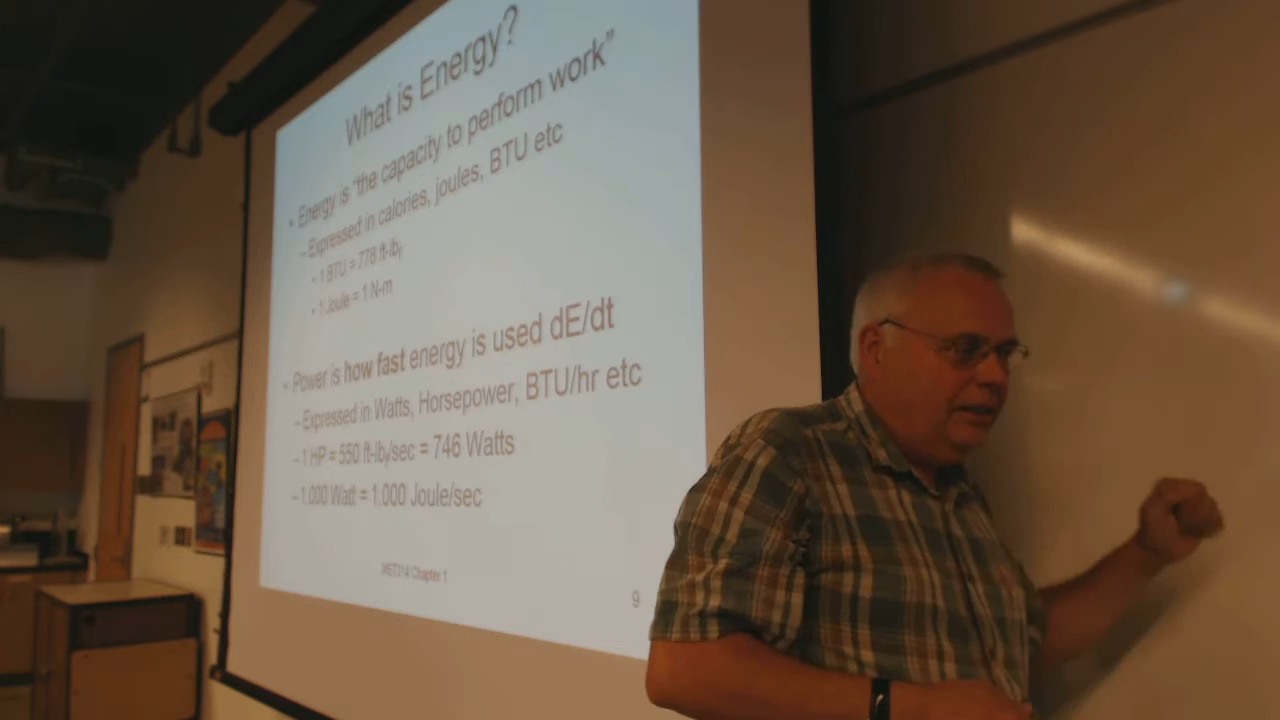 What is Energy?
• Energy is "the capacity to perform work"
– Expressed in calories, joules, BTU etc
• 1 BTU = 778 ft-lbf
• 1 Joule = 1 N-m
• Power is how fast energy is used dE/dt
– Expressed in Watts, Horsepower, BTU/hr etc
– 1 HP = 550 ft-lbf/sec = 746 Watts
– 1.000 Watt = 1.000 Joule/sec
MET314 Chapter 1
9